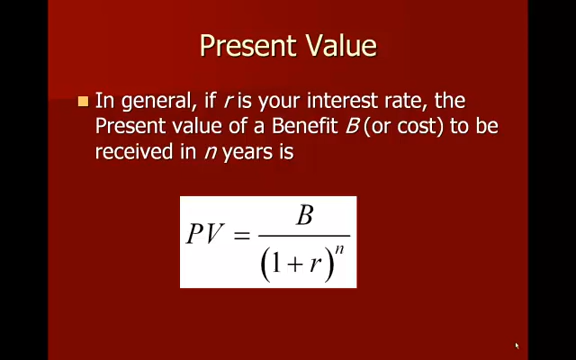 Present Value
In general, if r is your interest rate, the
Present value of a Benefit B (or cost) to be
received in n years is
PV = B / (1 + r)^n